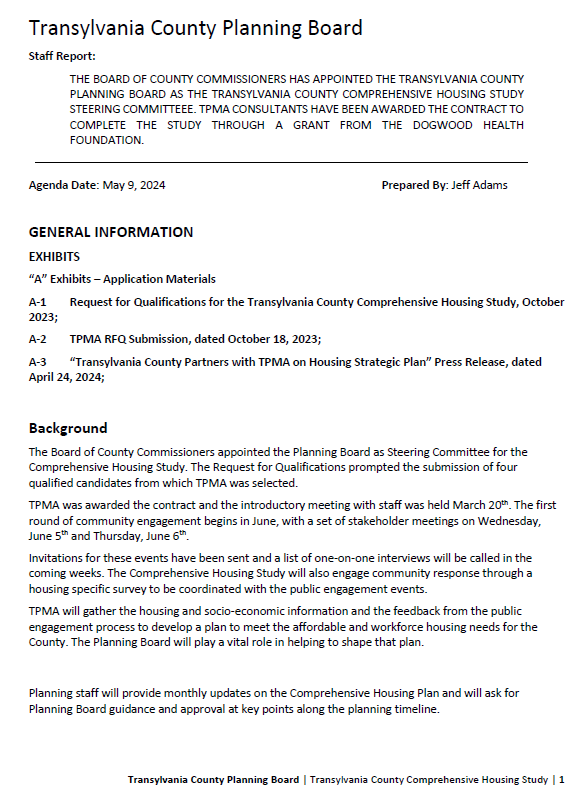 Transylvania County Planning Board
Staff Report:
THE BOARD OF COUNTY COMMISSIONERS HAS APPOINTED THE TRANSYLVANIA COUNTY
PLANNING BOARD AS THE TRANSYLVANIA COUNTY COMPREHENSIVE HOUSING STUDY
STEERING COMMITTEEE. TPMA CONSULTANTS HAVE BEEN AWARDED THE CONTRACT TO
COMPLETE THE STUDY THROUGH A GRANT FROM THE DOGWOOD HEALTH
FOUNDATION.
Agenda Date: May 9, 2024 Prepared By: Jeff Adams
GENERAL INFORMATION
EXHIBITS
“A” Exhibits – Application Materials
A-1 Request for Qualifications for the Transylvania County Comprehensive Housing Study, October
2023;
A-2 TPMA RFQ Submission, dated October 18, 2023;
A-3 “Transylvania County Partners with TPMA on Housing Strategic Plan” Press Release, dated
April 24, 2024;
Background
The Board of County Commissioners appointed the Planning Board as Steering Committee for the
Comprehensive Housing Study. The Request for Qualifications prompted the submission of four
qualified candidates from which TPMA was selected.
TPMA was awarded the contract and the introductory meeting with staff was held March 20th. The first
round of community engagement begins in June, with a set of stakeholder meetings on Wednesday,
June 5th and Thursday, June 6th.
Invitations for these events have been sent and a list of one-on-one interviews will be called in the
coming weeks. The Comprehensive Housing Study will also engage community response through a
housing specific survey to be coordinated with the public engagement events.
TPMA will gather the housing and socio-economic information and the feedback from the public
engagement process to develop a plan to meet the affordable and workforce housing needs for the
County. The Planning Board will play a vital role in helping to shape that plan.
Planning staff will provide monthly updates on the Comprehensive Housing Plan and will ask for
Planning Board guidance and approval at key points along the planning timeline.
Transylvania County Planning Board | Transylvania County Comprehensive Housing Study | 1